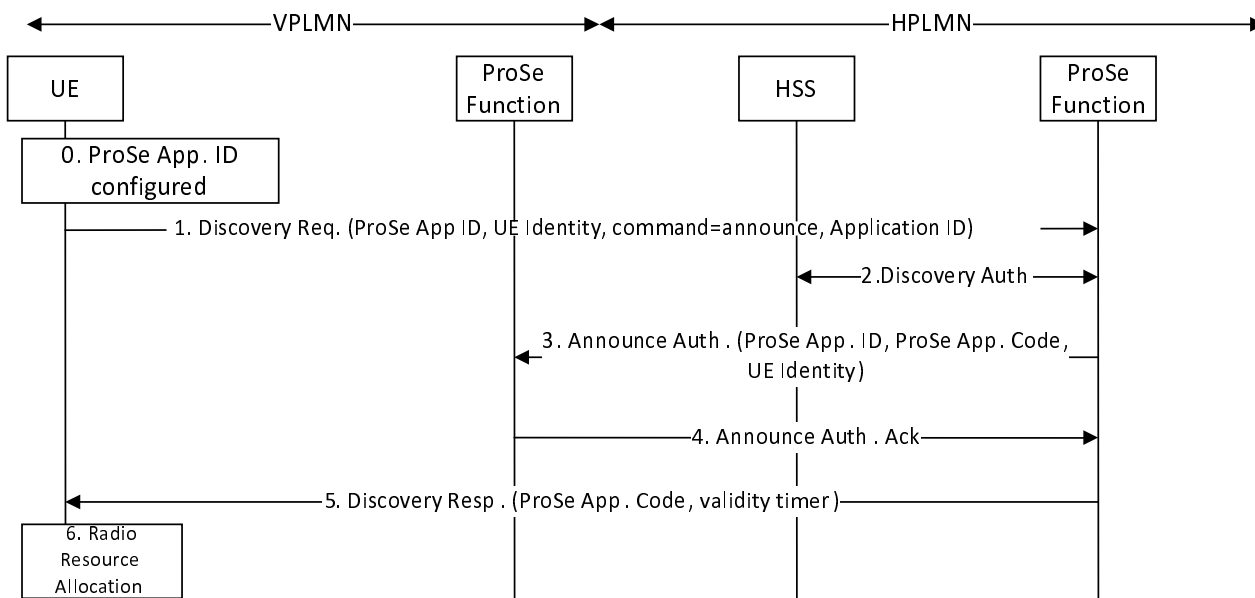 VPLMN
HPLMN
UE
ProSe
Function
HSS
ProSe
Function
0. ProSe App. ID
configured
1. Discovery Req. (ProSe App ID, UE Identity, command=announce, Application ID)
2.Discovery Auth
3. Announce Auth . (ProSe App . ID, ProSe App . Code,
UE Identity)
4. Announce Auth . Ack
5. Discovery Resp . (ProSe App . Code, validity timer )
6. Radio
Resource
Allocation